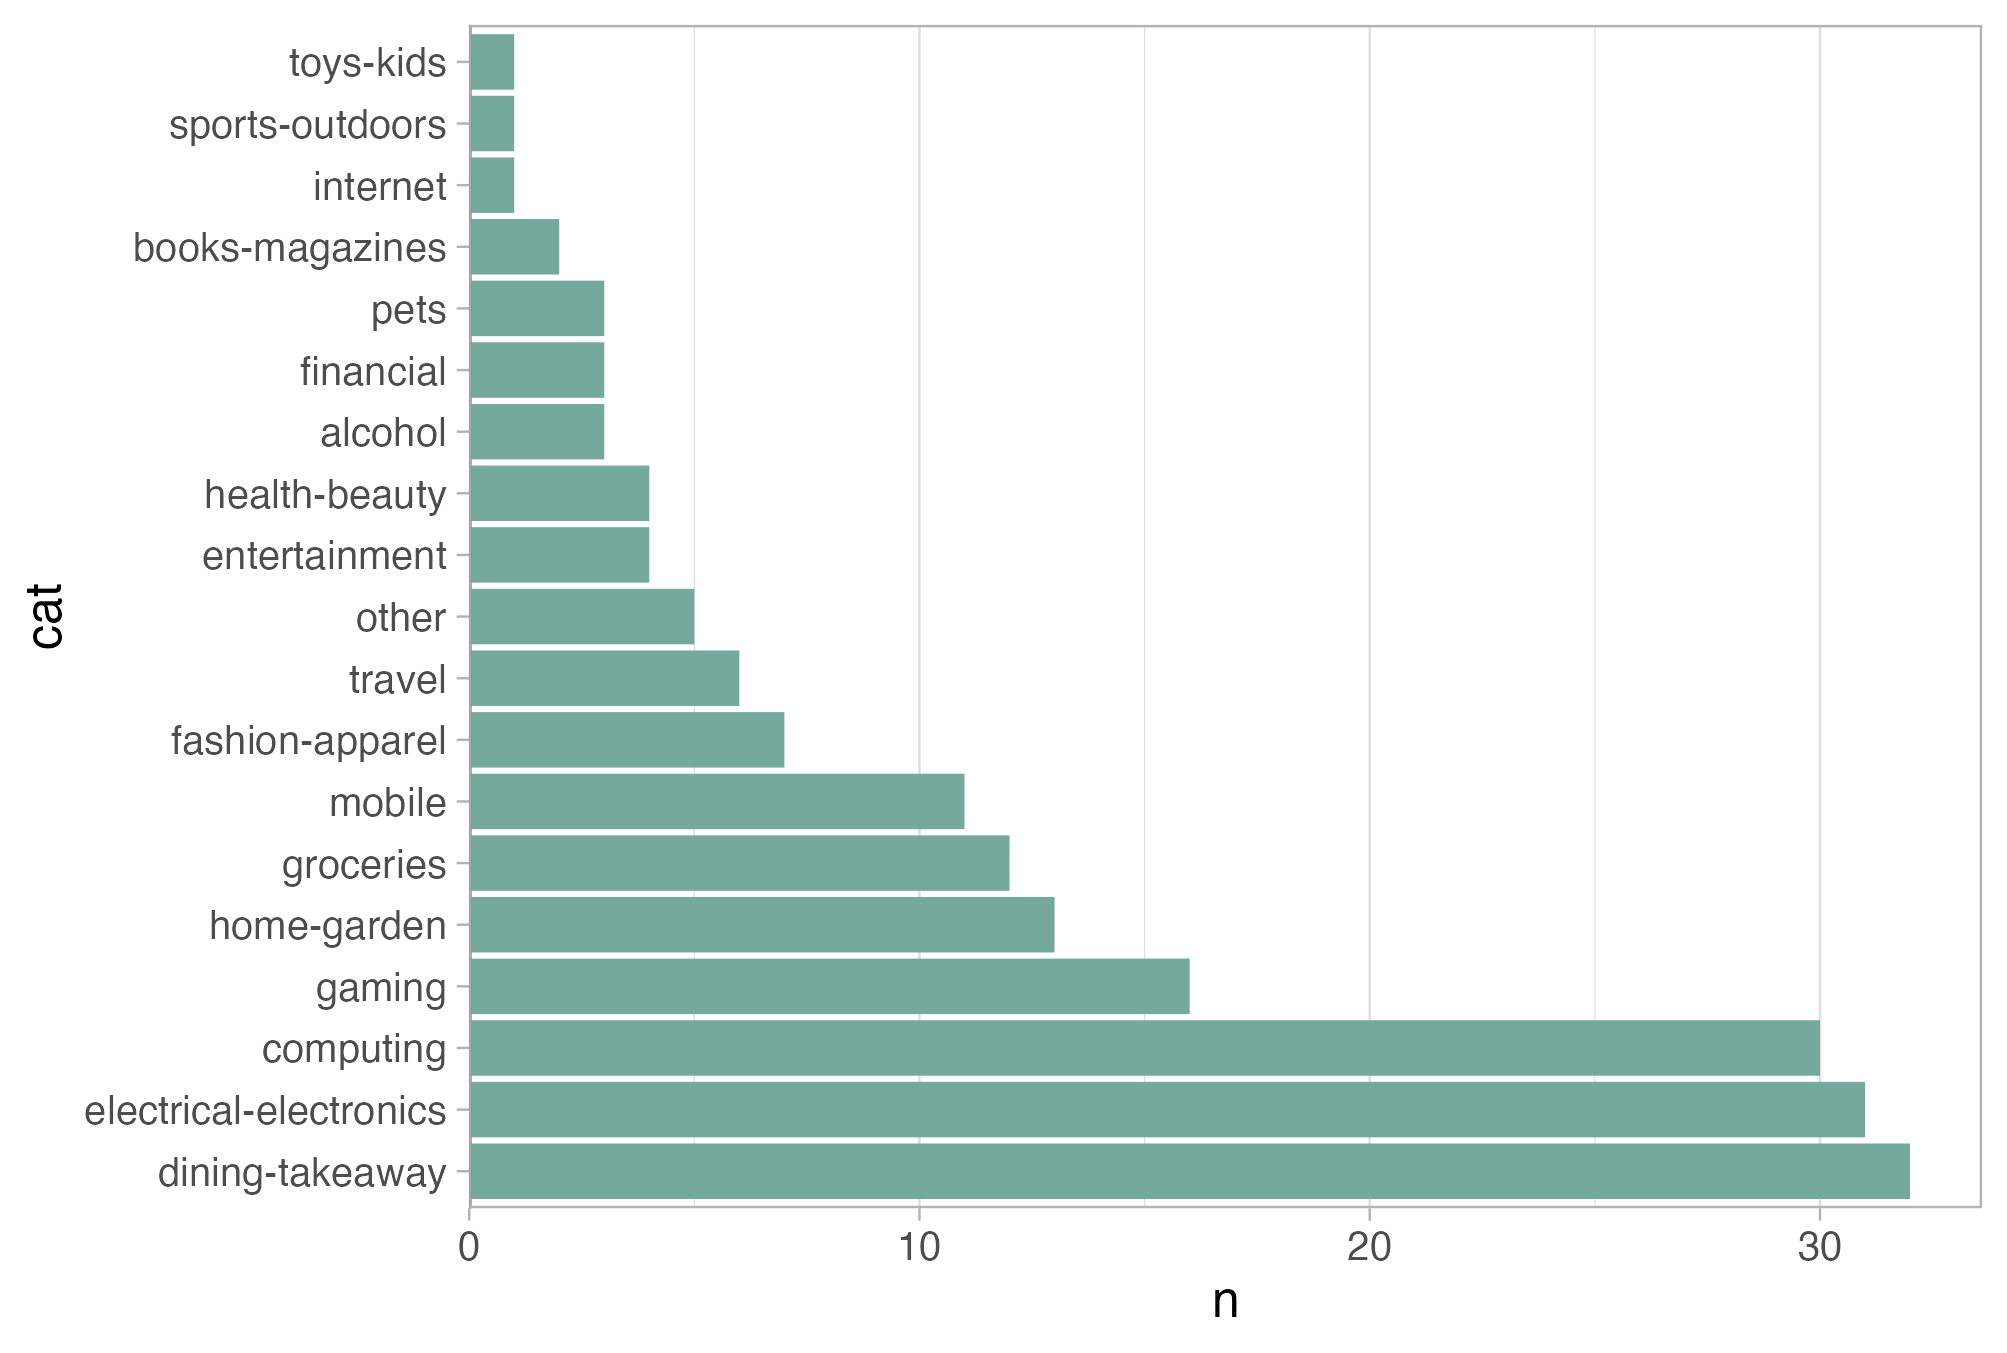 toys-kids
sports-outdoors
internet
books-magazines
pets
financial
alcohol
health-beauty
entertainment
other
travel
fashion-apparel
mobile
groceries
home-garden
gaming
computing
electrical-electronics
dining-takeaway
cat
0 10 20 30
n